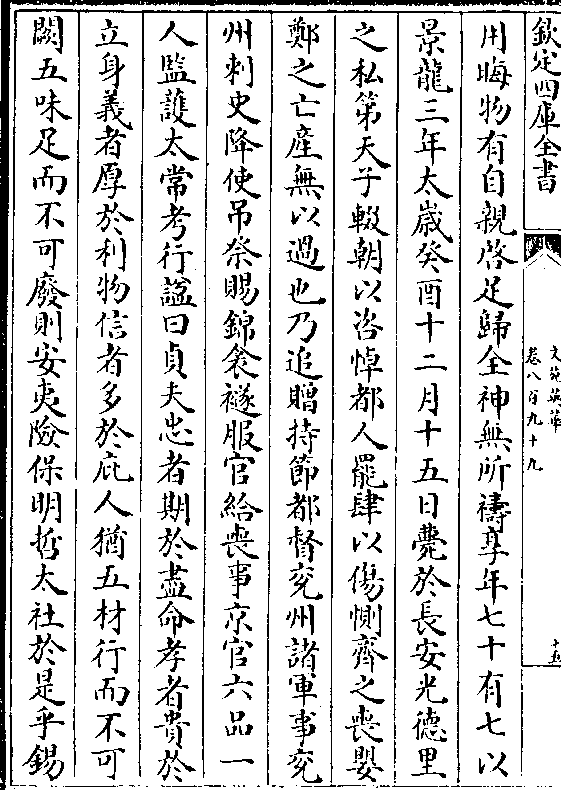 欽定四庫全書
文苑英華
卷八百九十九
十五
用晦物有自親啓足歸全神無所禱享年七十有七以
景龍三年太歲癸酉十二月十五日薨於長安光德里
之私第天子輟朝以咨悼都人罷肆以傷惻齊之喪嬰
鄭之亡產無以過也乃追贈持節都督兗州諸軍事兗
州刺史降使吊祭賜錦衾襚服官給喪事京官六品一
人監護太常考行諡曰貞夫忠者期於盡命孝者貴於
立身義者厚於利物信者多於庇人猶五材行而不可
闕五味足而不可廢則安夷險保明哲太社於是乎錫